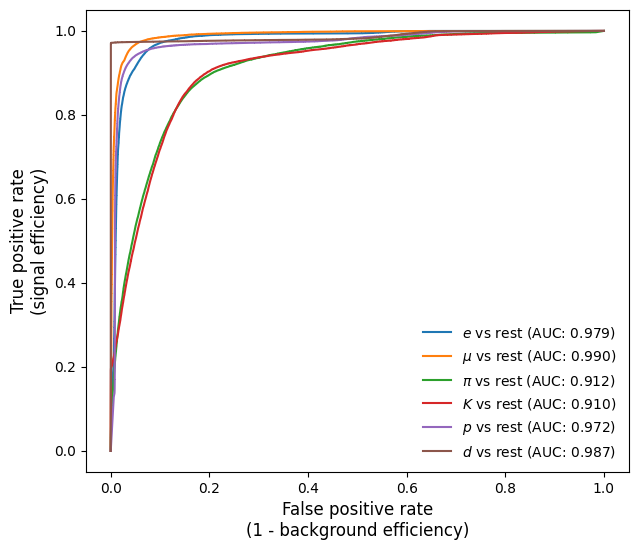 1.0
0.8
0.6
0.4
0.2
0.0
True positive rate
(signal efficiency)
e vs rest (AUC: 0.979)
μ vs rest (AUC: 0.990)
π vs rest (AUC: 0.912)
K vs rest (AUC: 0.910)
p vs rest (AUC: 0.972)
d vs rest (AUC: 0.987)
0.0 0.2 0.4 0.6 0.8 1.0
False positive rate
(1 - background efficiency)